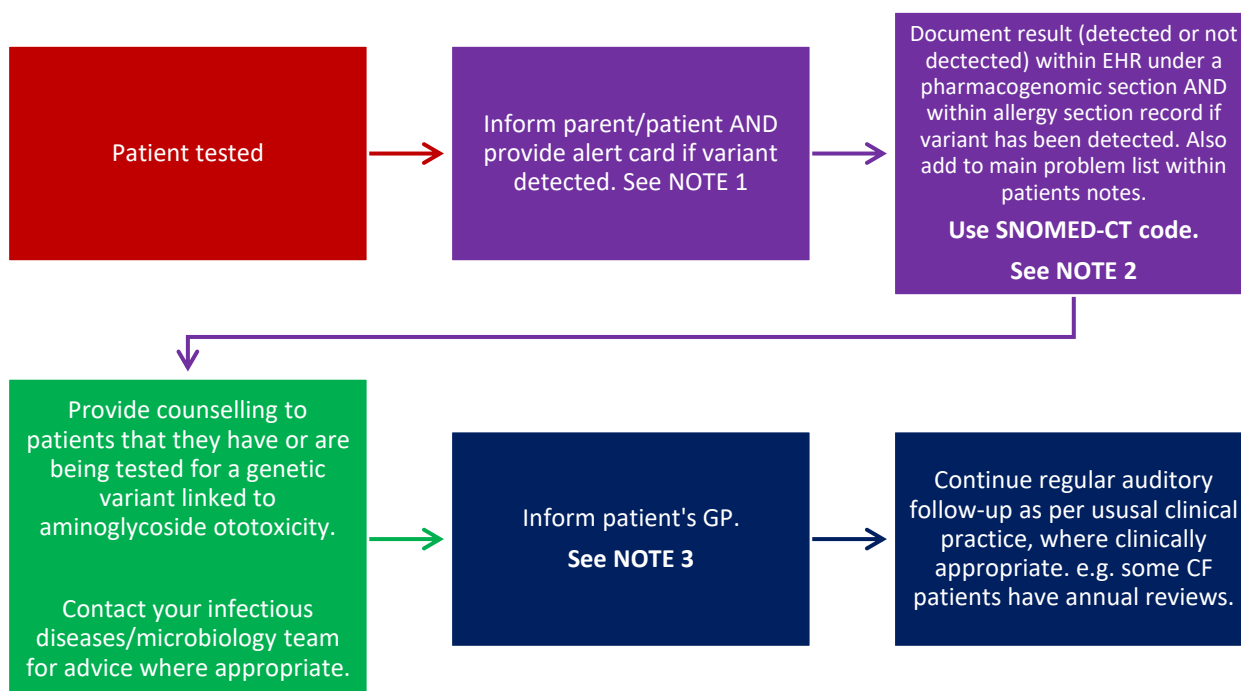 Patient tested
Inform parent/patient AND
provide alert card if variant
detected. See NOTE 1
Document result (detected or not
dectected) within EHR under a
pharmacogenomic section AND
within allergy section record if
variant has been detected. Also
add to main problem list within
patients notes.
Use SNOMED-CT code.
See NOTE 2
Provide counselling to
patients that they have or are
being tested for a genetic
variant linked to
aminoglycoside ototoxicity.
Contact your infectious
diseases/microbiology team
for advice where appropriate.
Inform patient's GP.
See NOTE 3
Continue regular auditory
follow-up as per ususal clinical
practice, where clinically
appropriate. e.g. some CF
patients have annual reviews.